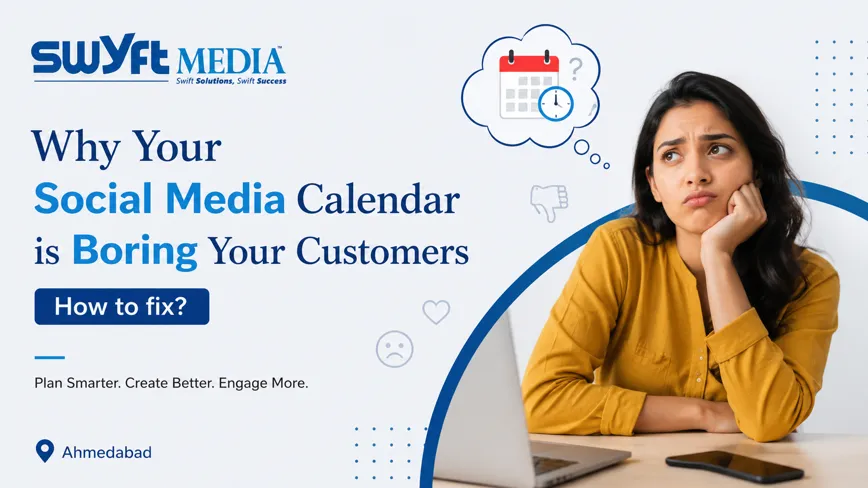 swyft MEDIA™
Swift Solutions, Swift Success
Why Your
Social Media Calendar
is Boring Your Customers
How to fix?
Plan Smarter. Create Better. Engage More.
Ahmedabad
?